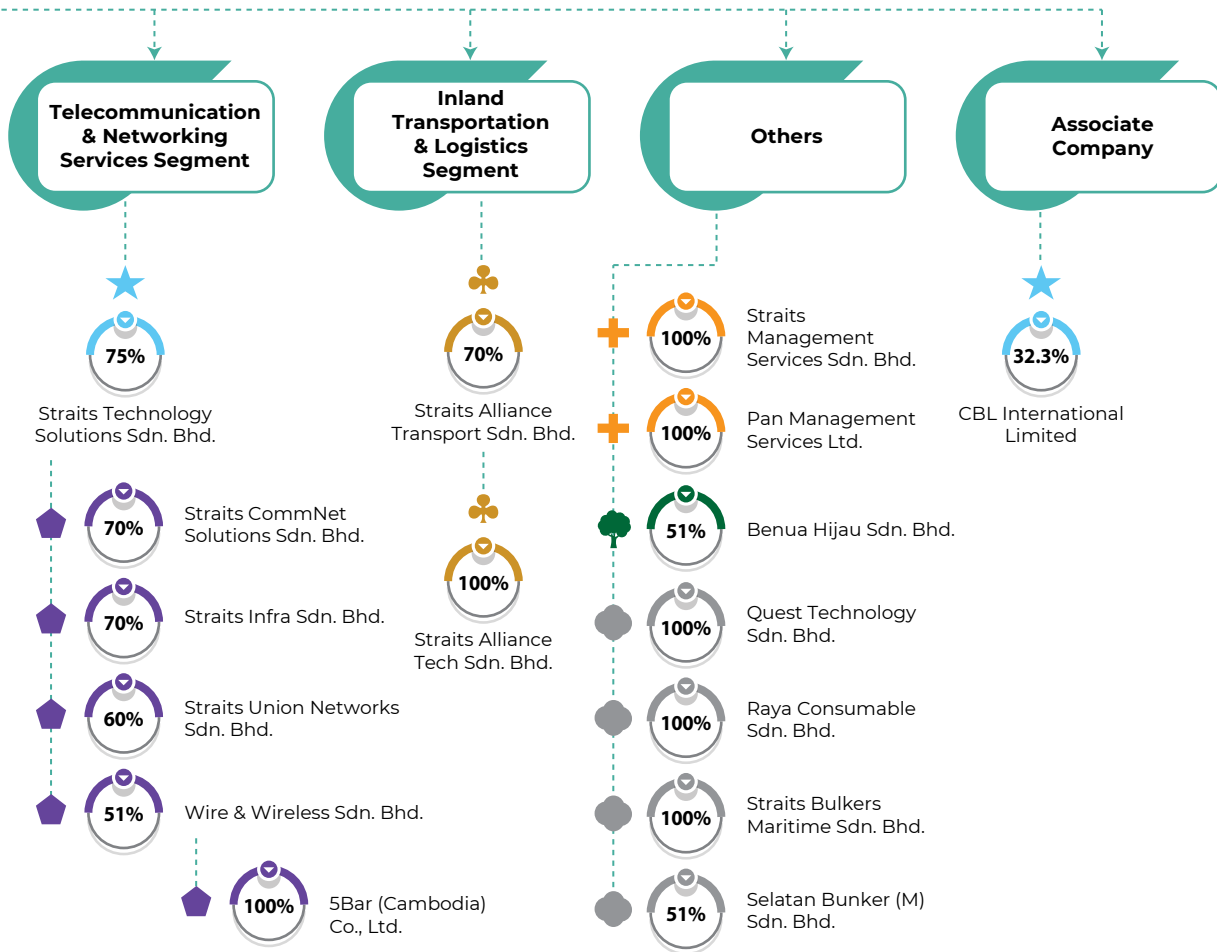 Telecommunication
& Networking
Services Segment
75%
Straits Technology
Solutions Sdn. Bhd.
70%
Straits CommNet
Solutions Sdn. Bhd.
70%
Straits Infra Sdn. Bhd.
60%
Straits Union Networks
Sdn. Bhd.
51%
Wire & Wireless Sdn. Bhd.
100%
5Bar (Cambodia)
Co., Ltd.
Inland
Transportation
& Logistics
Segment
70%
Straits Alliance
Transport Sdn. Bhd.
100%
Straits Alliance
Tech Sdn. Bhd.
Others
100%
Straits
Management
Services Sdn. Bhd.
100%
Pan Management
Services Ltd.
51%
Benua Hijau Sdn. Bhd.
100%
Quest Technology
Sdn. Bhd.
100%
Raya Consumable
Sdn. Bhd.
100%
Straits Bulkers
Maritime Sdn. Bhd.
51%
Selatan Bunker (M)
Sdn. Bhd.
Associate
Company
32.3%
CBL International
Limited